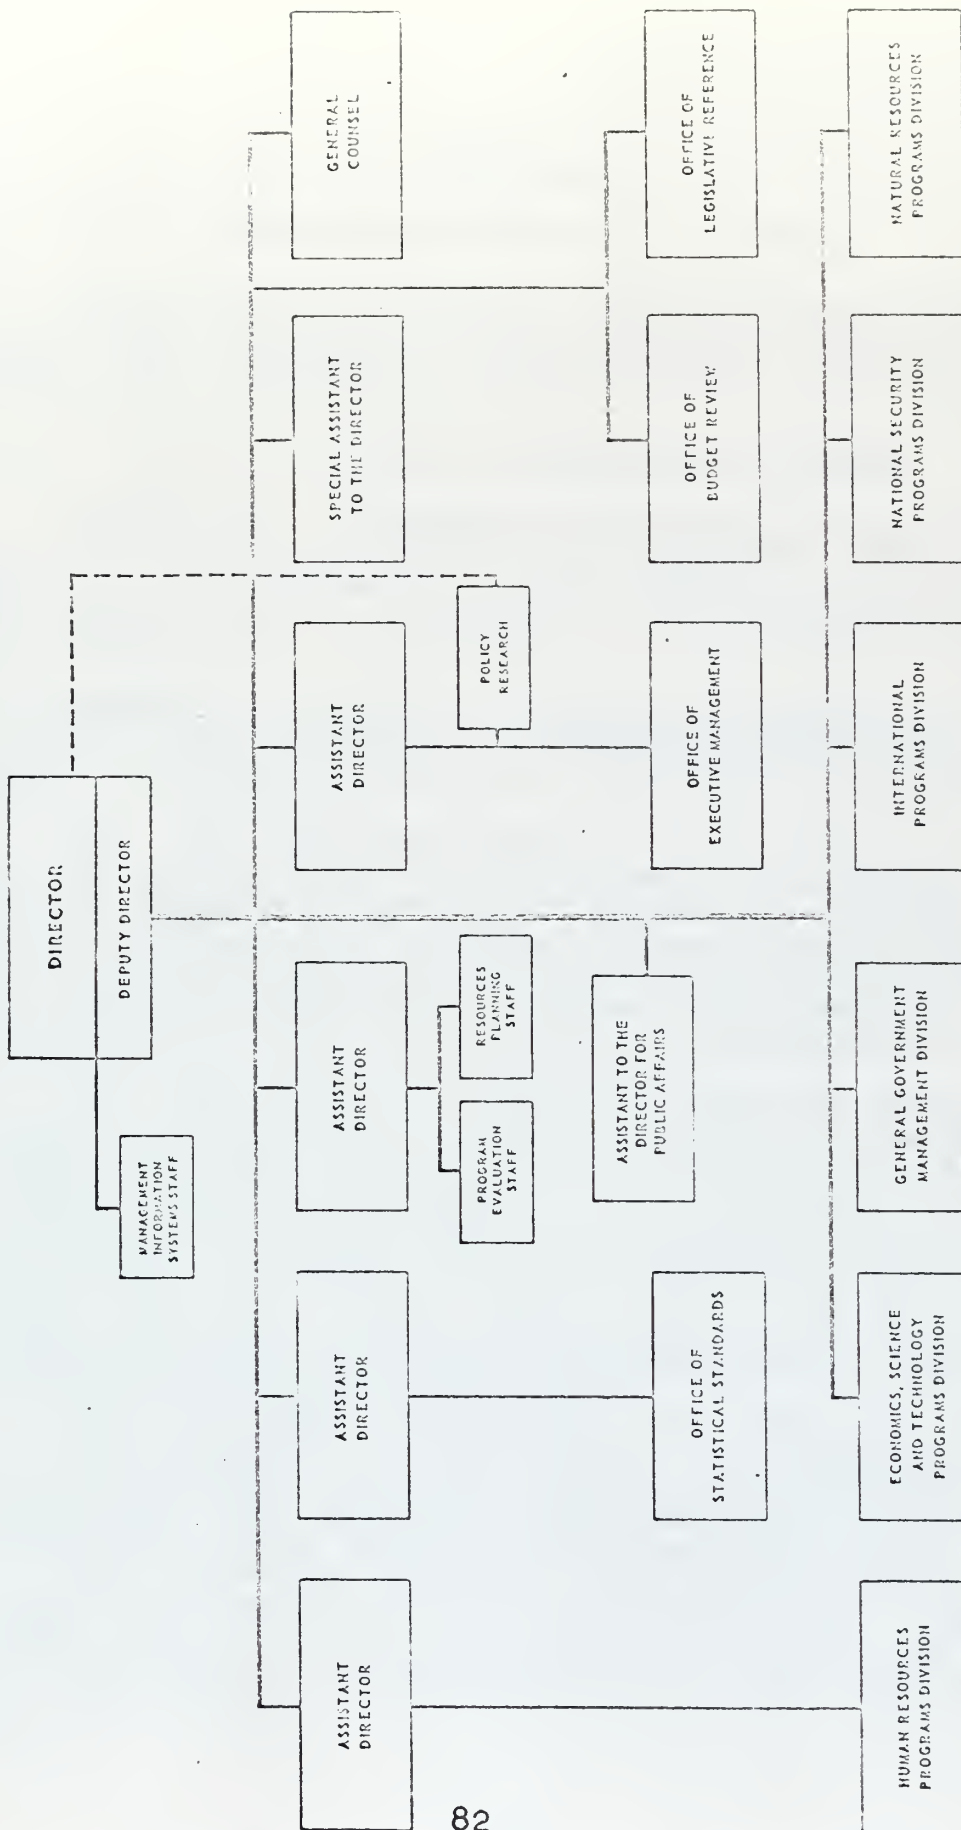 DIRECTOR
DEPUTY DIRECTOR
MANAGEMENT
INFORMATION
SYSTEMS STAFF
ASSISTANT
DIRECTOR
ASSISTANT
DIRECTOR
ASSISTANT
DIRECTOR
ASSISTANT
DIRECTOR
SPECIAL ASSISTANT
TO THE DIRECTOR
GENERAL
COUNSEL
PROGRAM
EVALUATION
STAFF
RESOURCES
PLANNING
STAFF
POLICY
RESEARCH
ASSISTANT TO THE
DIRECTOR FOR
PUBLIC AFFAIRS
OFFICE OF
STATISTICAL STANDARDS
OFFICE OF
EXECUTIVE MANAGEMENT
OFFICE OF
BUDGET REVIEW
OFFICE OF
LEGISLATIVE REFERENCE
HUMAN RESOURCES
PROGRAMS DIVISION
ECONOMICS, SCIENCE
AND TECHNOLOGY
PROGRAMS DIVISION
GENERAL GOVERNMENT
MANAGEMENT DIVISION
INTERNATIONAL
PROGRAMS DIVISION
NATIONAL SECURITY
PROGRAMS DIVISION
NATURAL RESOURCES
PROGRAMS DIVISION
82